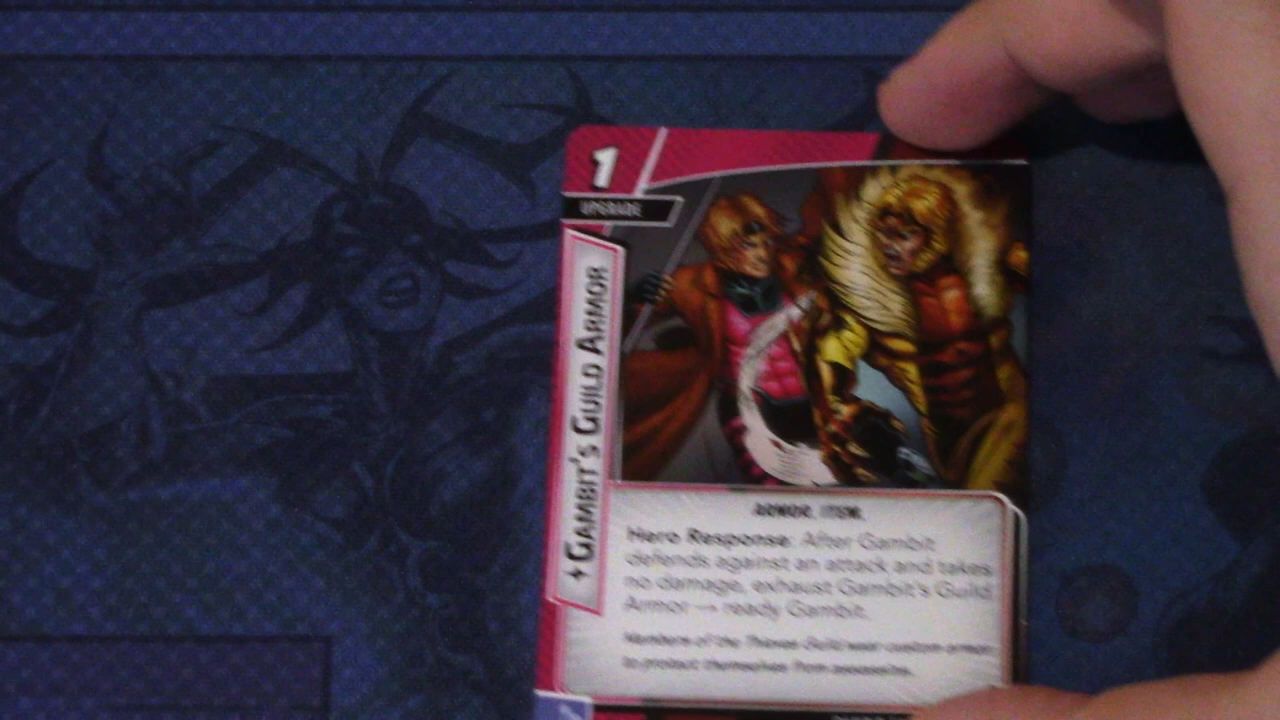 1
UPGRADE
GAMBIT'S GUILD ARMOR
ARMOR. ITEM.
Hero Response: After Gambit
defends against an attack and takes
no damage, exhaust Gambit's Guild
Armor → ready Gambit.
Members of the Thieves Guild wear custom armor
to protect themselves from assassins.